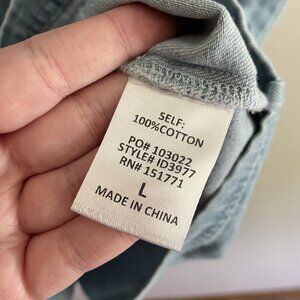 SELF:
100%COTTON
PO# 103022
STYLE# ID3977
RN# 151771
L
MADE IN CHINA